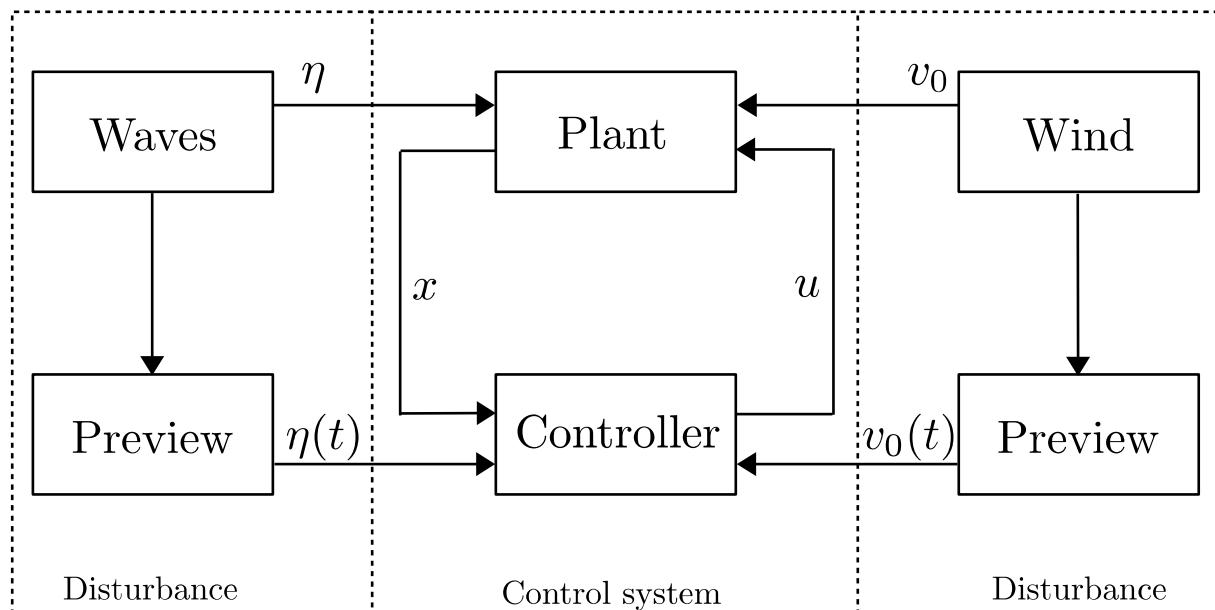 η
v₀
Waves
Plant
Wind
x
u
Preview
η(t)
Controller
v₀(t)
Preview
Disturbance
Control system
Disturbance